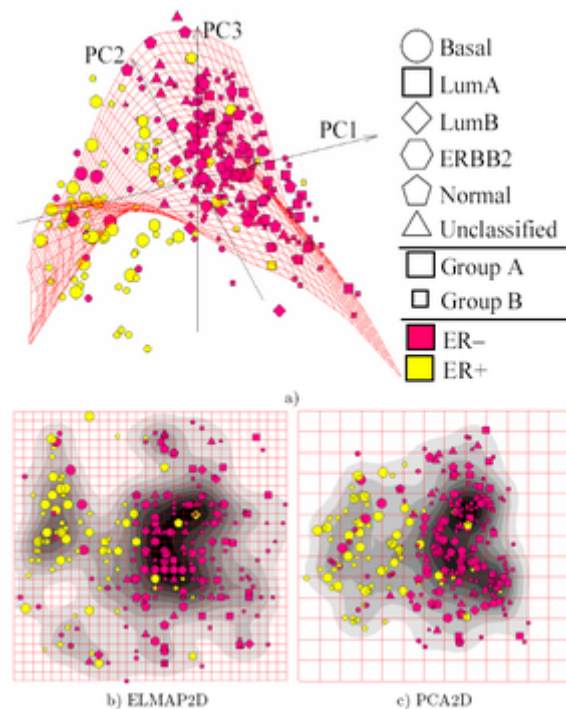 PC3
PC2
PC1
Basal
LumA
LumB
ERBB2
Normal
Unclassified
Group A
Group B
ER−
ER+
a)
b) ELMAP2D
c) PCA2D